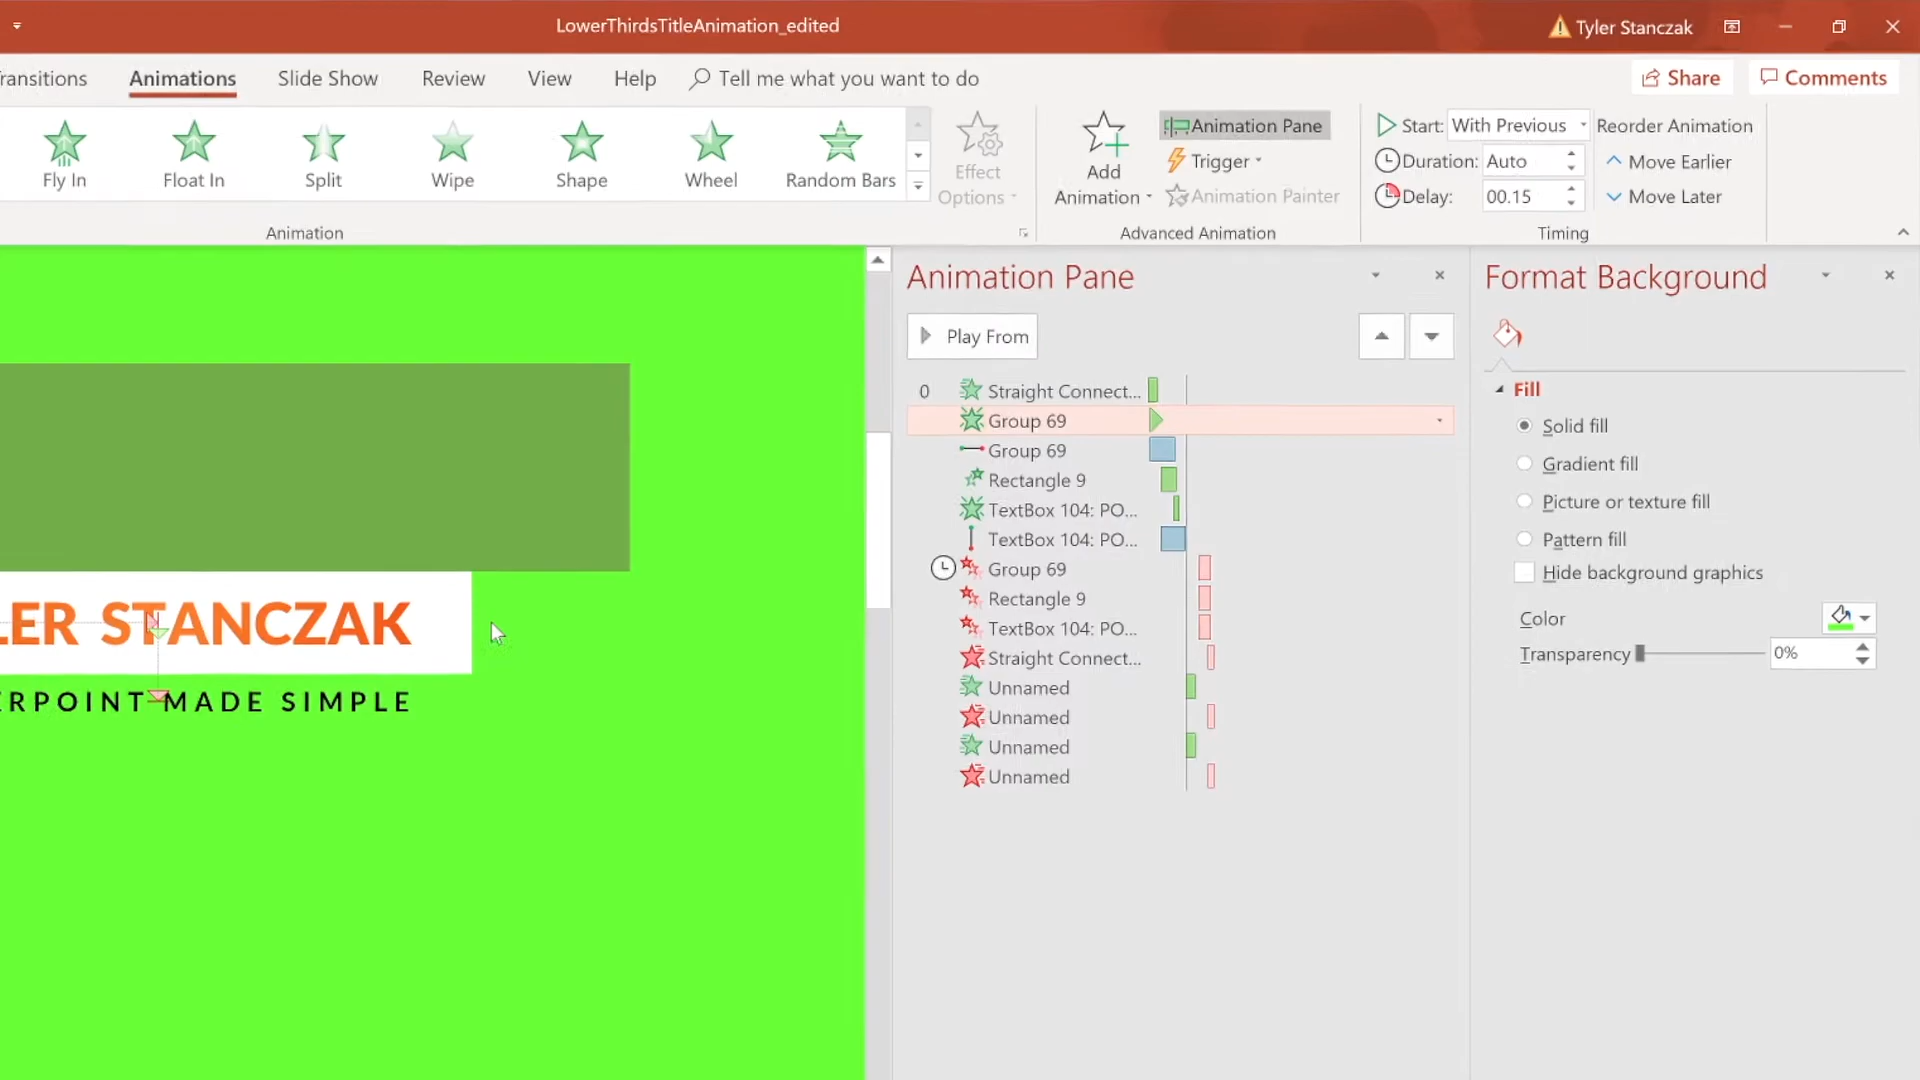 LowerThirdsTitleAnimation_edited
Tyler Stanczak
ransitions
Animations
Slide Show
Review
View
Help
Tell me what you want to do
Share
Comments
Fly In
Float In
Split
Wipe
Shape
Wheel
Random Bars
Effect
Options
Add
Animation
Animation Pane
Trigger
Animation Painter
Start: With Previous
Duration: Auto
Delay: 00.15
Reorder Animation
Move Earlier
Move Later
Animation
Advanced Animation
Timing
LER STANCZAK
ERPOINT MADE SIMPLE
Animation Pane
Play From
0 Straight Connect...
Group 69
Group 69
Rectangle 9
TextBox 104: PO...
TextBox 104: PO...
Group 69
Rectangle 9
TextBox 104: PO...
Straight Connect...
Unnamed
Unnamed
Unnamed
Unnamed
Format Background
Fill
Solid fill
Gradient fill
Picture or texture fill
Pattern fill
Hide background graphics
Color
Transparency 0%